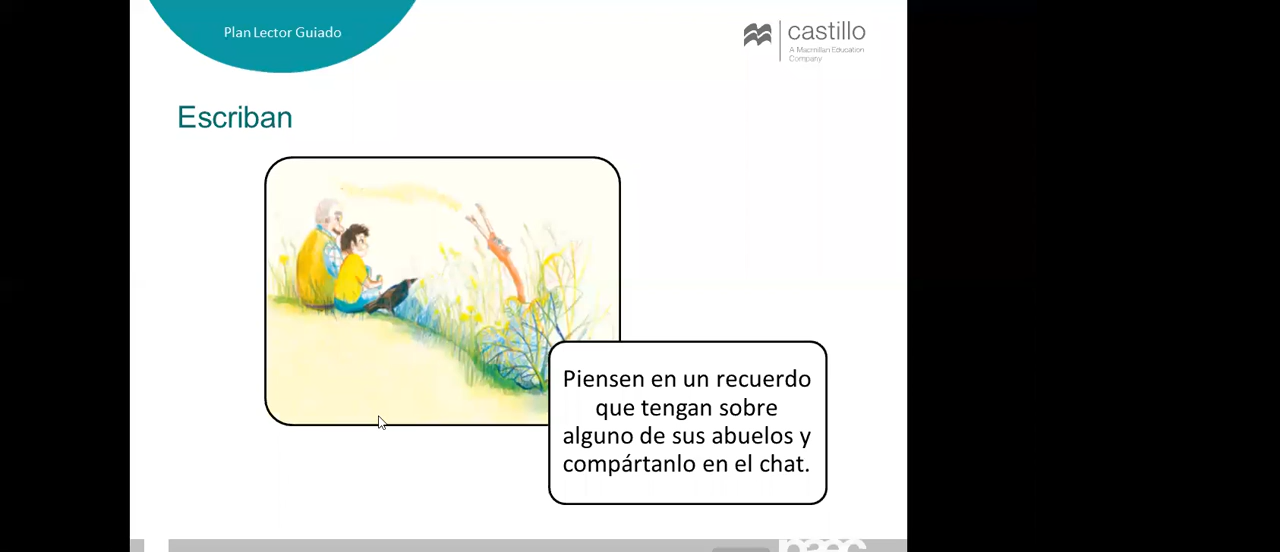 Plan Lector Guiado
castillo
A Macmillan Education
Company
Escriban
Piensen en un recuerdo
que tengan sobre
alguno de sus abuelos y
compártanlo en el chat.